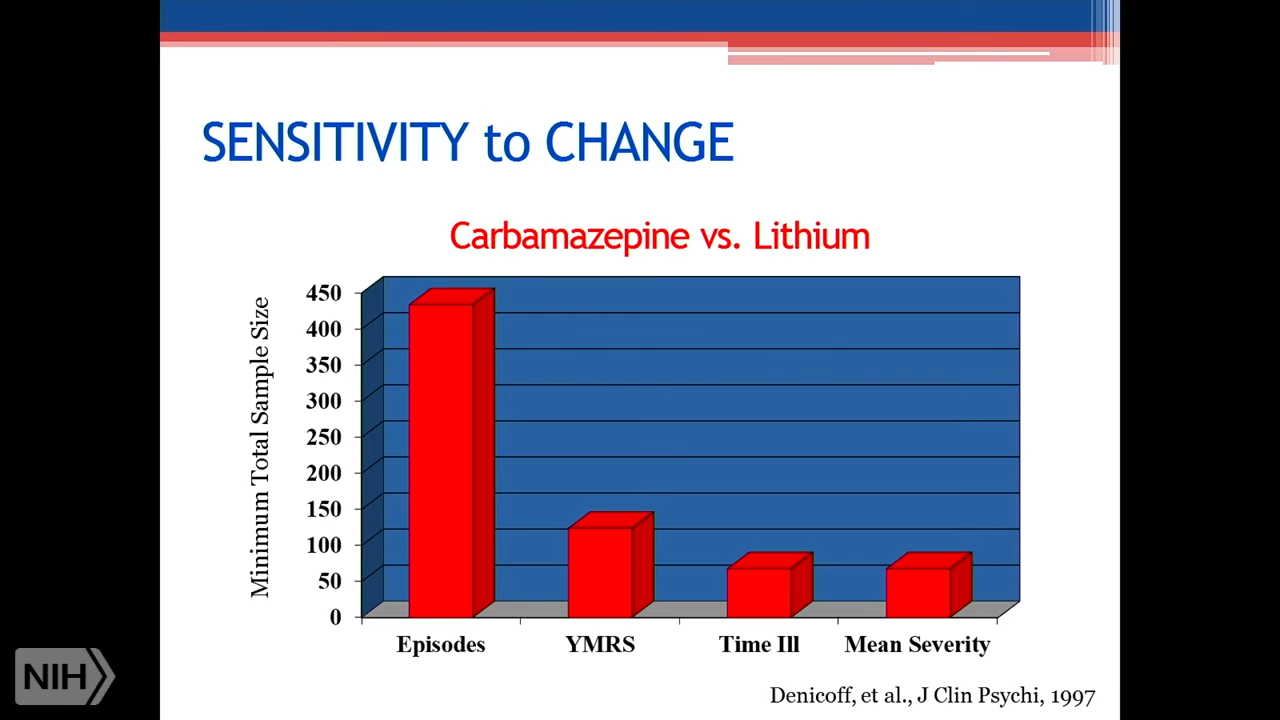 SENSITIVITY to CHANGE
Carbamazepine vs. Lithium
Minimum Total Sample Size
450
400
350
300
250
200
150
100
50
0
Episodes YMRS Time Ill Mean Severity
NIH
Denicoff, et al., J Clin Psychi, 1997